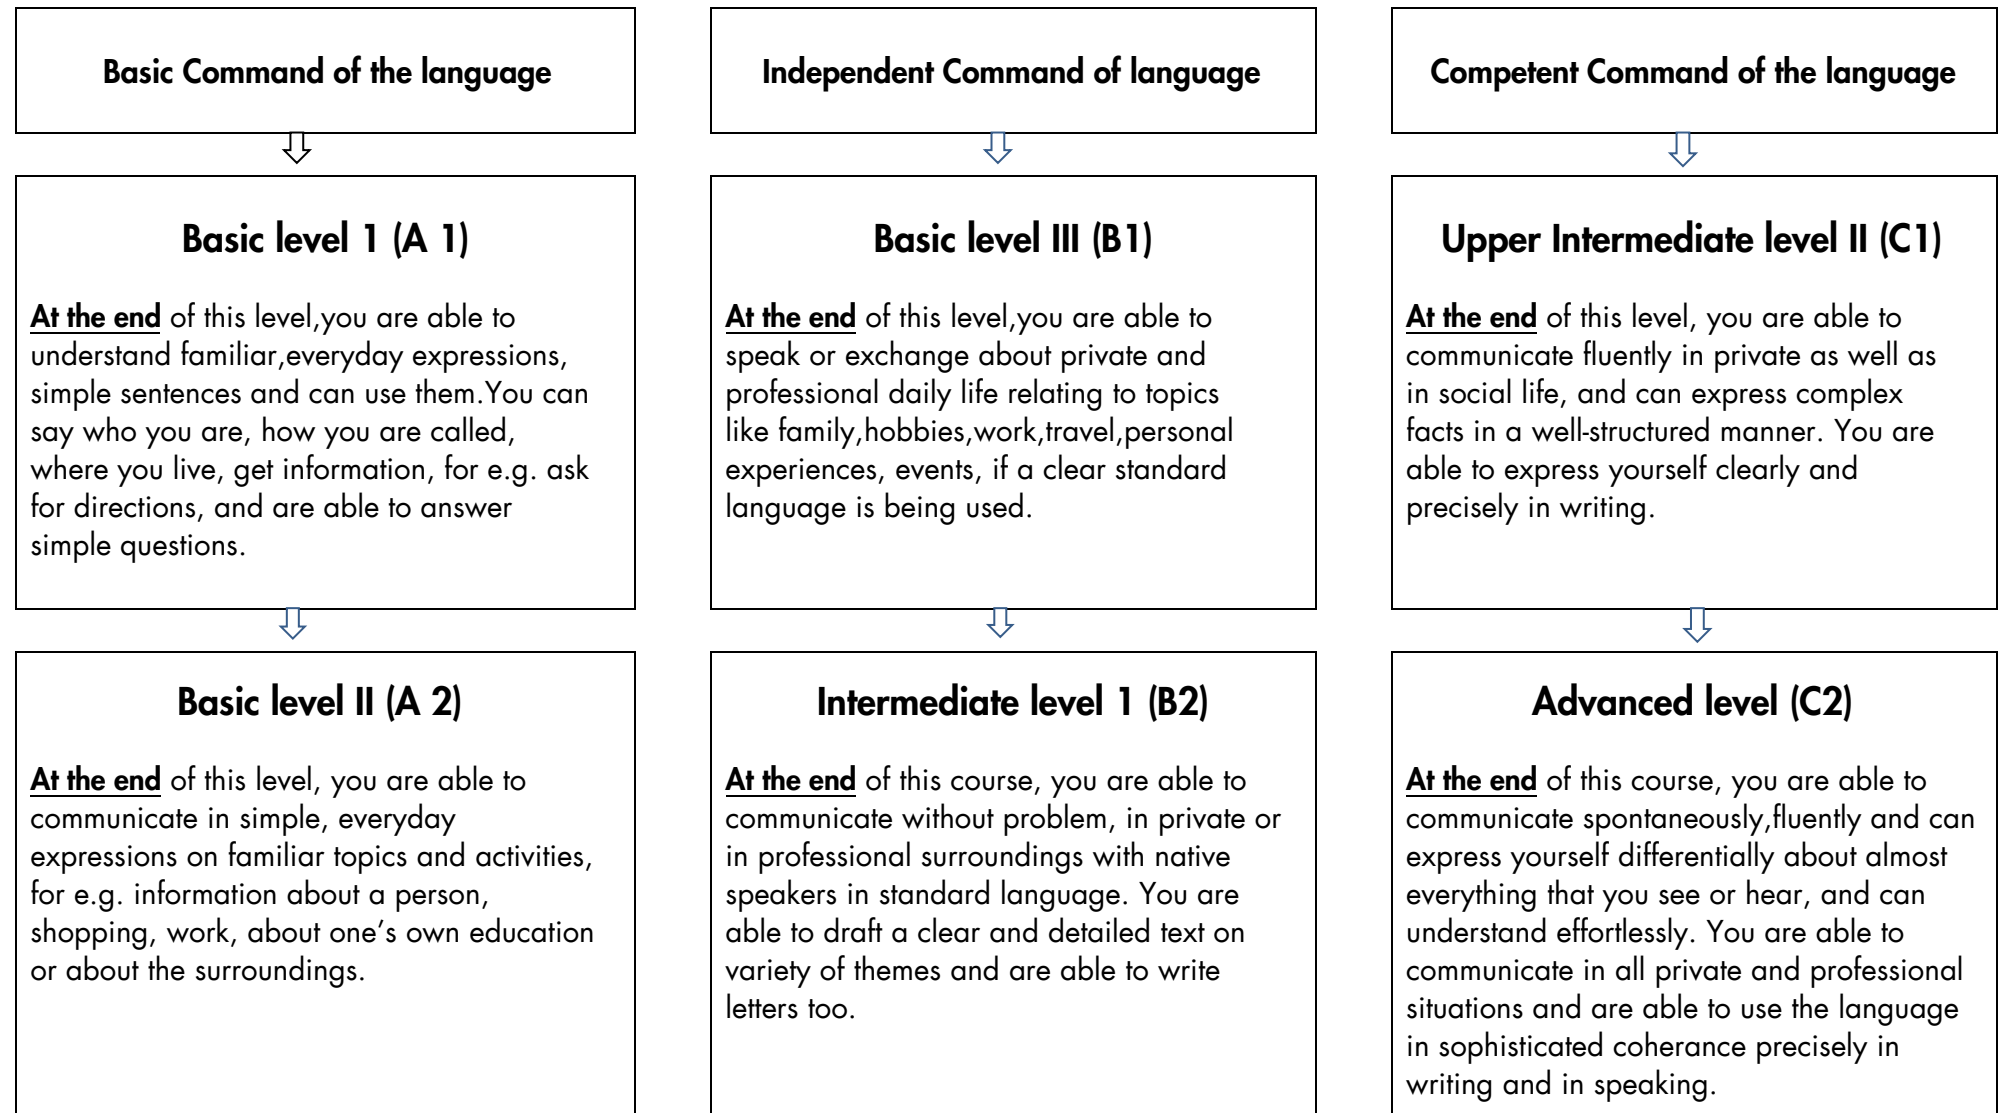 Basic Command of the language
Basic level 1 (A 1)
At the end of this level,you are able to
understand familiar,everyday expressions,
simple sentences and can use them.You can
say who you are, how you are called,
where you live, get information, for e.g. ask
for directions, and are able to answer
simple questions.
Basic level II (A 2)
At the end of this level, you are able to
communicate in simple, everyday
expressions on familiar topics and activities,
for e.g. information about a person,
shopping, work, about one's own education
or about the surroundings.
Independent Command of language
Basic level III (B1)
At the end of this level,you are able to
speak or exchange about private and
professional daily life relating to topics
like family,hobbies,work,travel,personal
experiences, events, if a clear standard
language is being used.
Intermediate level 1 (B2)
At the end of this course, you are able to
communicate without problem, in private or
in professional surroundings with native
speakers in standard language. You are
able to draft a clear and detailed text on
variety of themes and are able to write
letters too.
Competent Command of the language
Upper Intermediate level II (C1)
At the end of this level, you are able to
communicate fluently in private as well as
in social life, and can express complex
facts in a well-structured manner. You are
able to express yourself clearly and
precisely in writing.
Advanced level (C2)
At the end of this course, you are able to
communicate spontaneously,fluently and can
express yourself differentially about almost
everything that you see or hear, and can
understand effortlessly. You are able to
communicate in all private and professional
situations and are able to use the language
in sophisticated coherance precisely in
writing and in speaking.